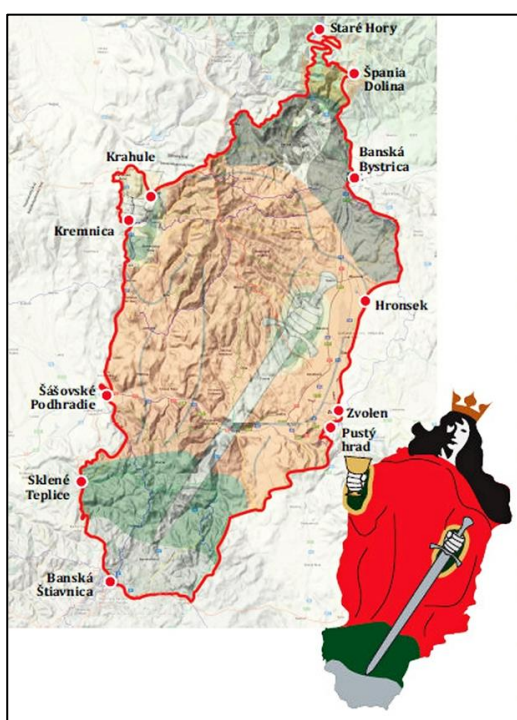 Staré Hory
Špania
Dolina
Krahule
Banská
Bystrica
Kremnica
Hronsek
Šášovské
Podhradie
Zvolen
Pustý
hrad
Sklené
Teplice
Banská
Štiavnica